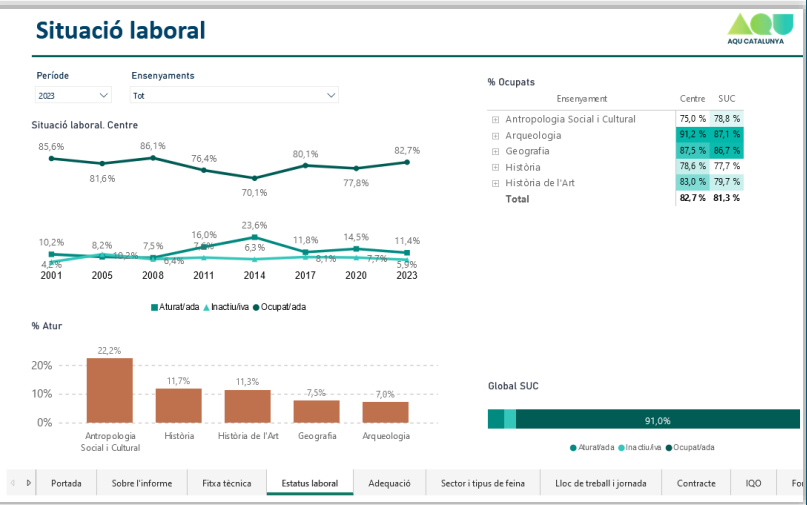 Situació laboral
AQU CATALUNYA
Període
Ensenyaments
2023
Tot
Situació laboral. Centre
85,6%
81,6%
86,1%
76,4%
70,1%
80,1%
77,8%
82,7%
10,2%
8,2%
7,5%
16,0%
23,6%
11,8%
14,5%
11,4%
4,2%
10,2%
6,4%
6,3%
8,1%
7,7%
5,9%
2001 2005 2008 2011 2014 2017 2020 2023
Aturat/ada Inactiu/iva Ocupat/ada
% Atur
20%
10%
0%
22,2%
11,7%
11,3%
7,5%
7,0%
Antropologia
Social i Cultural
Història
Història de l'Art
Geografia
Arqueologia
% Ocupats
Ensenyament Centre SUC
Antropologia Social i Cultural 75,0 % 78,8 %
Arqueologia 91,2 % 87,1 %
Geografia 87,5 % 86,7 %
Història 78,6 % 77,7 %
Història de l'Art 83,0 % 79,7 %
Total 82,7 % 81,3 %
Global SUC
91,0%
Aturat/ada Inactiu/iva Ocupat/ada
Portada Sobre l'informe Fitxa tècnica Estatus laboral Adequació Sector i tipus de feina Lloc de treball i jornada Contracte IQO